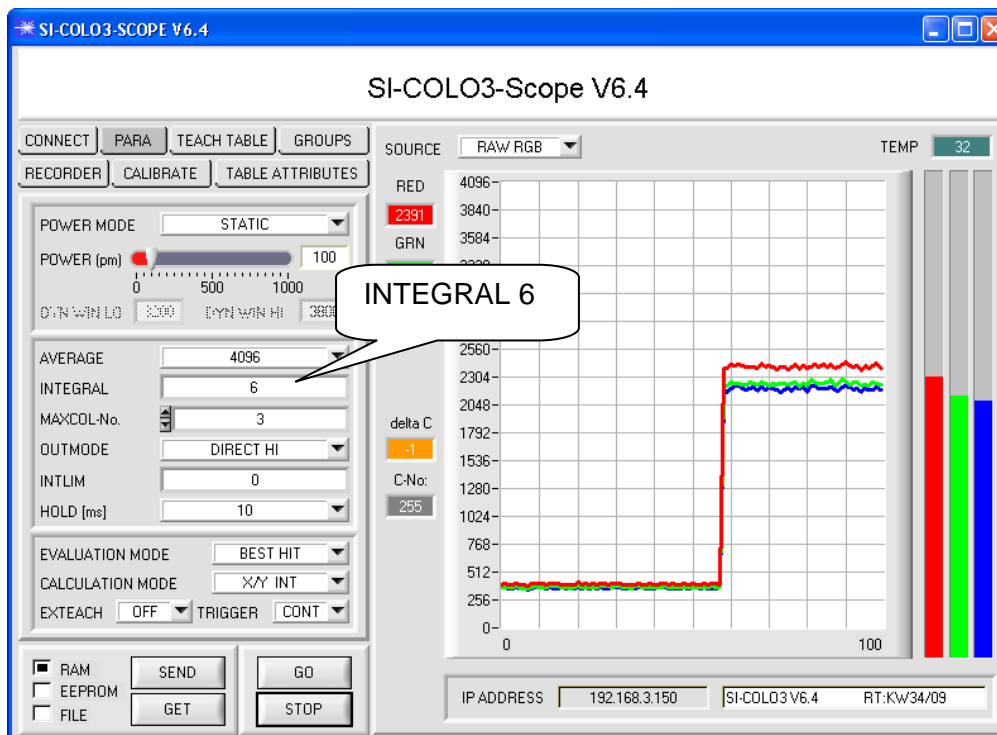 SI-COLO3-SCOPE V6.4
SI-COLO3-Scope V6.4
CONNECT PARA TEACH TABLE GROUPS
RECORDER CALIBRATE TABLE ATTRIBUTES
POWER MODE STATIC
POWER (pm) 100
0 500 1000
DYN WIN LO 3200 DYN WIN HI 3800
INTEGRAL 6
AVERAGE 4096
INTEGRAL 6
MAXCOL-No. 3
OUTMODE DIRECT HI
INTLIM 0
HOLD [ms] 10
EVALUATION MODE BEST HIT
CALCULATION MODE X/Y INT
EXTEACH OFF TRIGGER CONT
RAM
EEPROM
FILE
SEND GO
GET STOP
SOURCE RAW RGB TEMP 32
RED
2391
GRN
delta C
-1
C-No:
255
4096
3840
3584
2560
2304
2048
1792
1536
1280
1024
768
512
256
0
0 100
IP ADDRESS 192.168.3.150 SI-COLO3 V6.4 RT:KW34/09